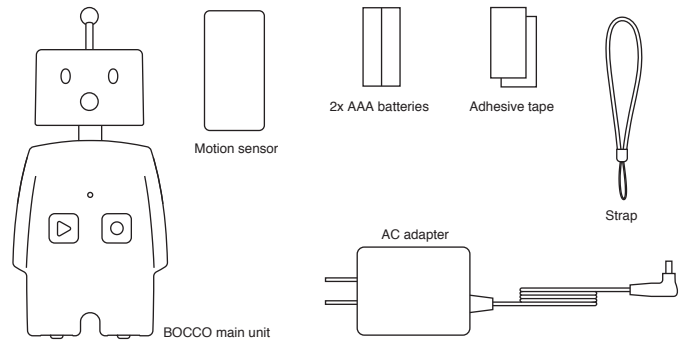 2x AAA batteries
Adhesive tape
Motion sensor
Strap
AC adapter
BOCCO main unit